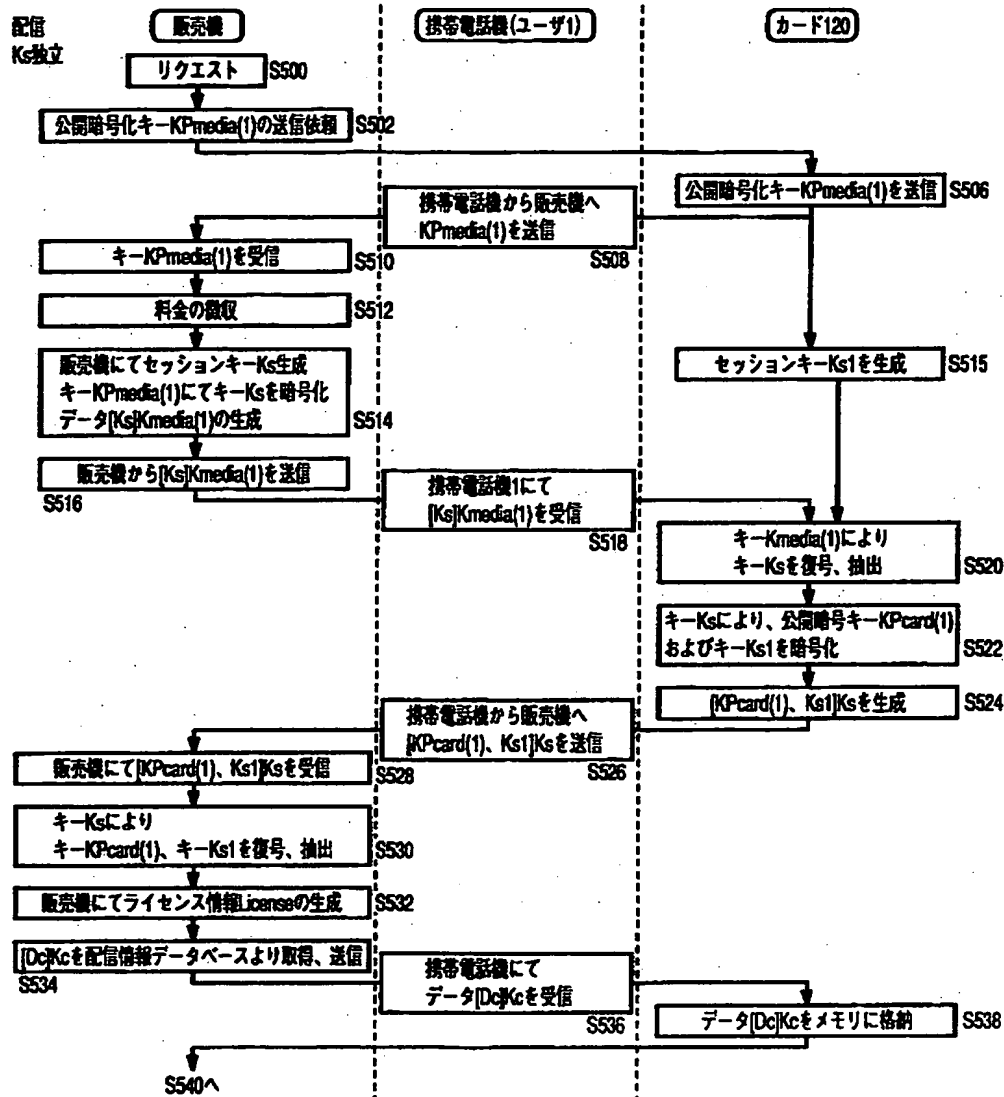 配信
Ks独立
販売機
携帯電話機(ユーザ1)
カード120
リクエスト
S500
公開暗号化キーKPmedia(1)の送信依頼
S502
公開暗号化キーKPmedia(1)を送信
S506
携帯電話機から販売機へ
KPmedia(1)を送信
S508
キーKPmedia(1)を受信
S510
料金の徴収
S512
販売機にてセッションキーKs生成
キーKPmedia(1)にてキーKsを暗号化
データ[Ks]Kmedia(1)の生成
S514
セッションキーKs1を生成
S515
販売機から[Ks]Kmedia(1)を送信
S516
携帯電話機1にて
[Ks]Kmedia(1)を受信
S518
キーKmedia(1)により
キーKsを復号、抽出
S520
キーKsにより、公開暗号キーKPcard(1)
およびキーKs1を暗号化
S522
[KPcard(1)、Ks1]Ksを生成
S524
携帯電話機から販売機へ
[KPcard(1)、Ks1]Ksを送信
S526
販売機にて[KPcard(1)、Ks1]Ksを受信
S528
キーKsにより
キーKPcard(1)、キーKs1を復号、抽出
S530
販売機にてライセンス情報Licenseの生成
S532
[Dc]Kcを配信情報データベースより取得、送信
S534
携帯電話機にて
データ[Dc]Kcを受信
S536
データ[Dc]Kcをメモリに格納
S538
S540へ